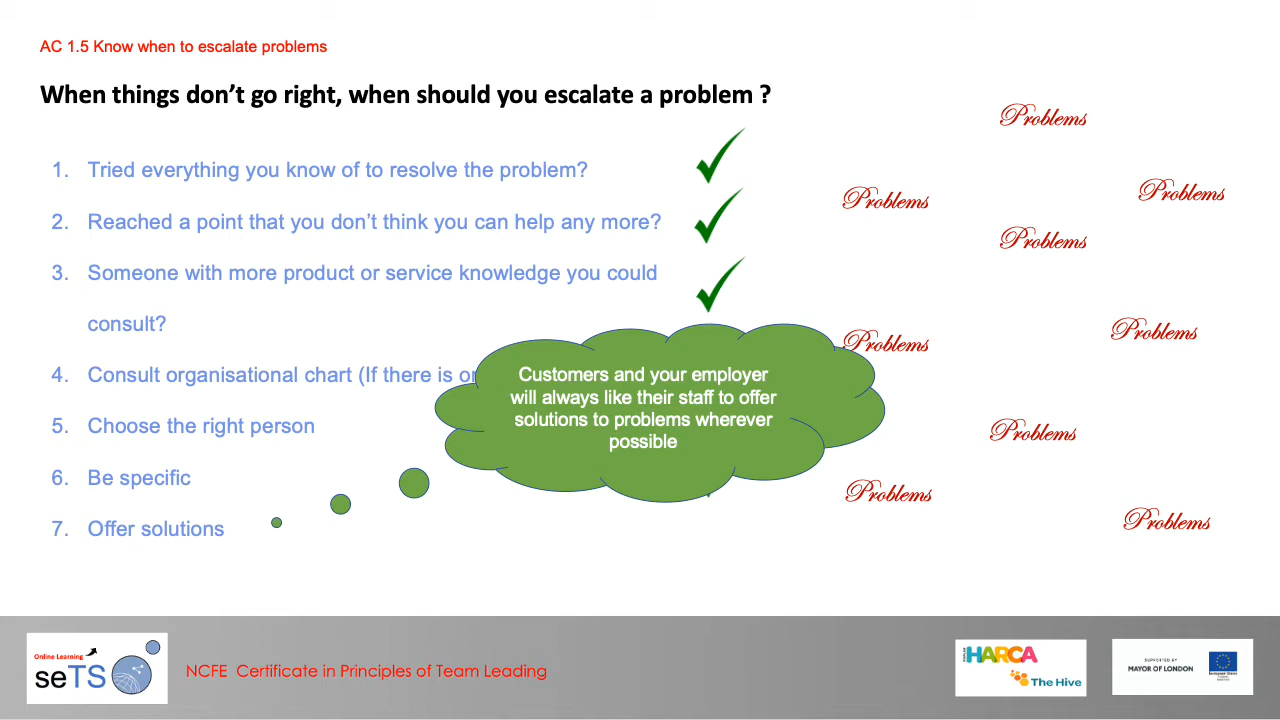 AC 1.5 Know when to escalate problems
When things don’t go right, when should you escalate a problem ?
1. Tried everything you know of to resolve the problem?
2. Reached a point that you don’t think you can help any more?
3. Someone with more product or service knowledge you could
consult?
4. Consult organisational chart (If there is
5. Choose the right person
6. Be specific
7. Offer solutions
Customers and your employer
will always like their staff to offer
solutions to problems wherever
possible
Problems
Problems
Problems
Problems
Problems
Problems
Problems
Problems
Problems
Online Learning
seTS
NCFE Certificate in Principles of Team Leading
POPLAR
HARCA
The Hive
SUPPORTED BY
MAYOR OF LONDON
European Union